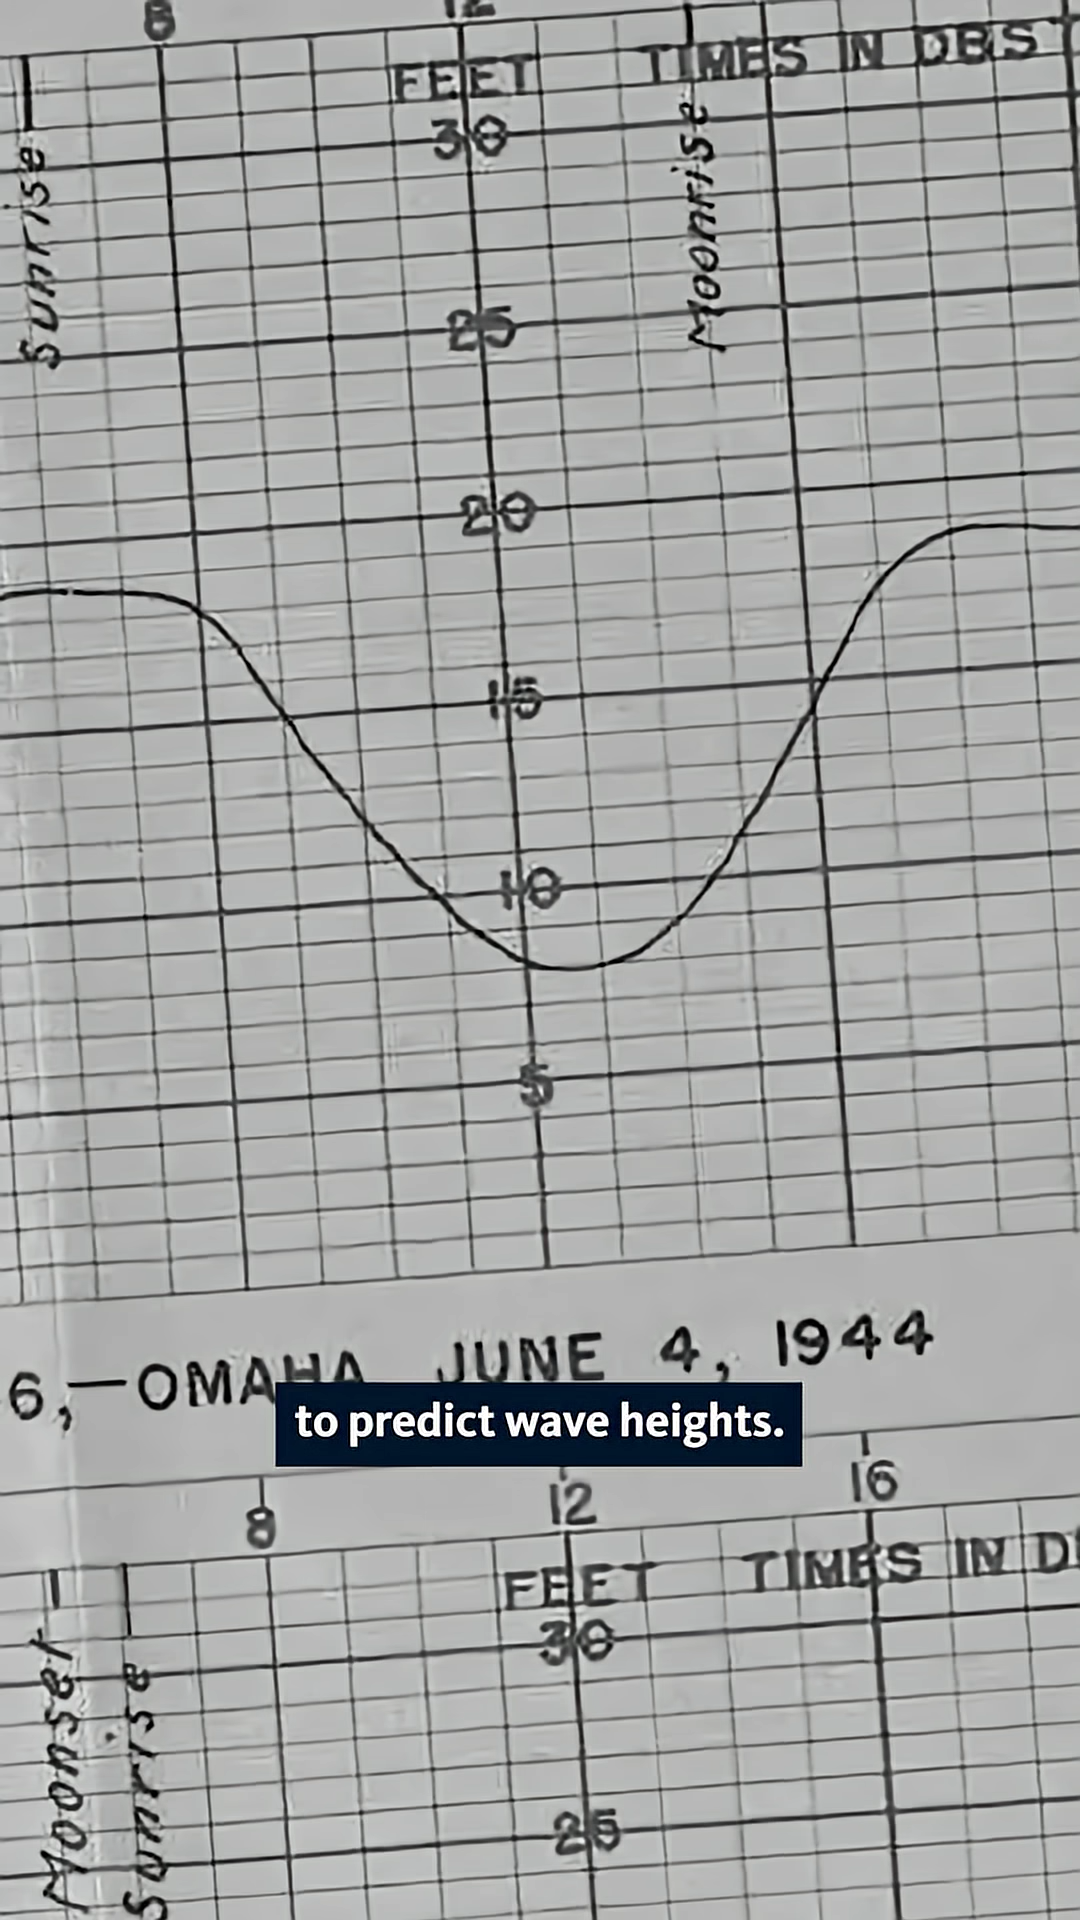 8 12
FEET TIMES IN DBST
30
Sunrise
Moonrise
25
20
15
10
5
6,—OMAHA JUNE 4, 1944
to predict wave heights.
8 12 16
FEET TIMES IN
30
Moonset
Sunrise
25